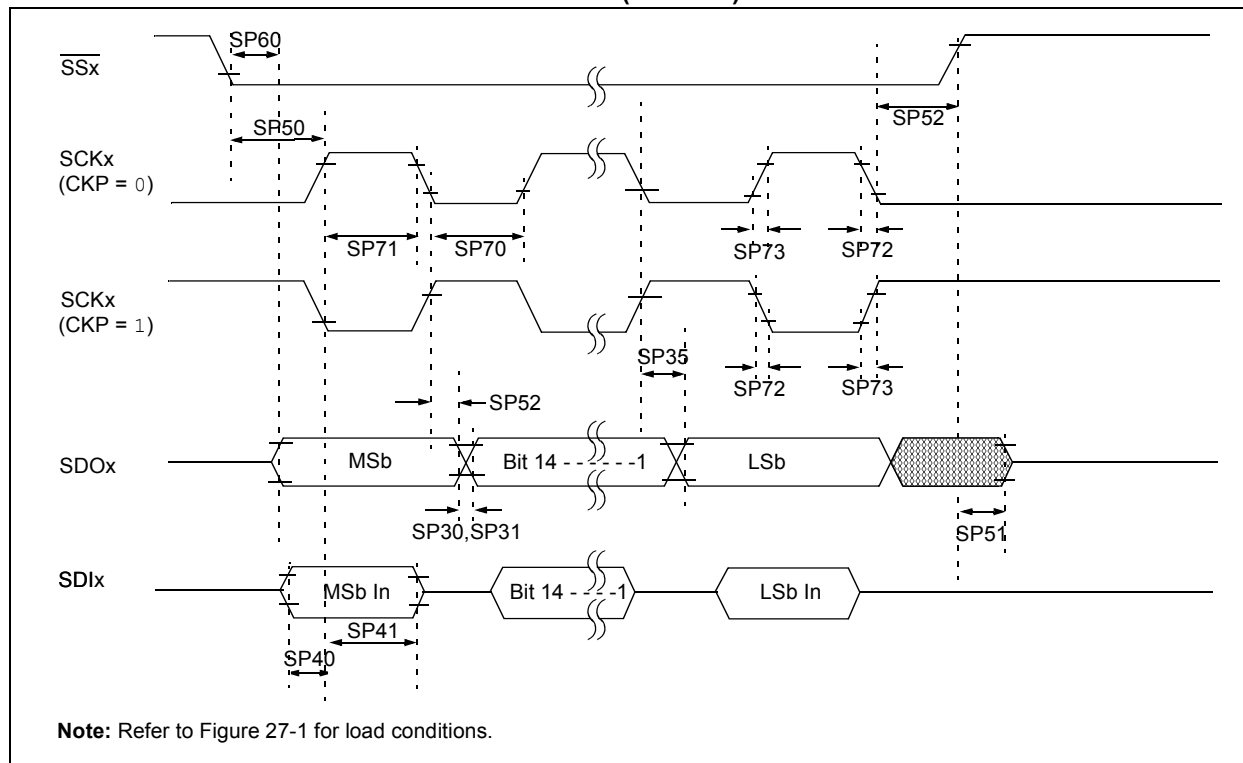 SP60
SSx
SP50
SP52
SCKx
(CKP = 0)
SP71
SP70
SP73
SP72
SCKx
(CKP = 1)
SP35
SP72
SP73
SP52
SDOx
MSb
Bit 14 - - - - - -1
LSb
SP30,SP31
SP51
SDIx
MSb In
Bit 14 - - - -1
LSb In
SP41
SP40
Note: Refer to Figure 27-1 for load conditions.